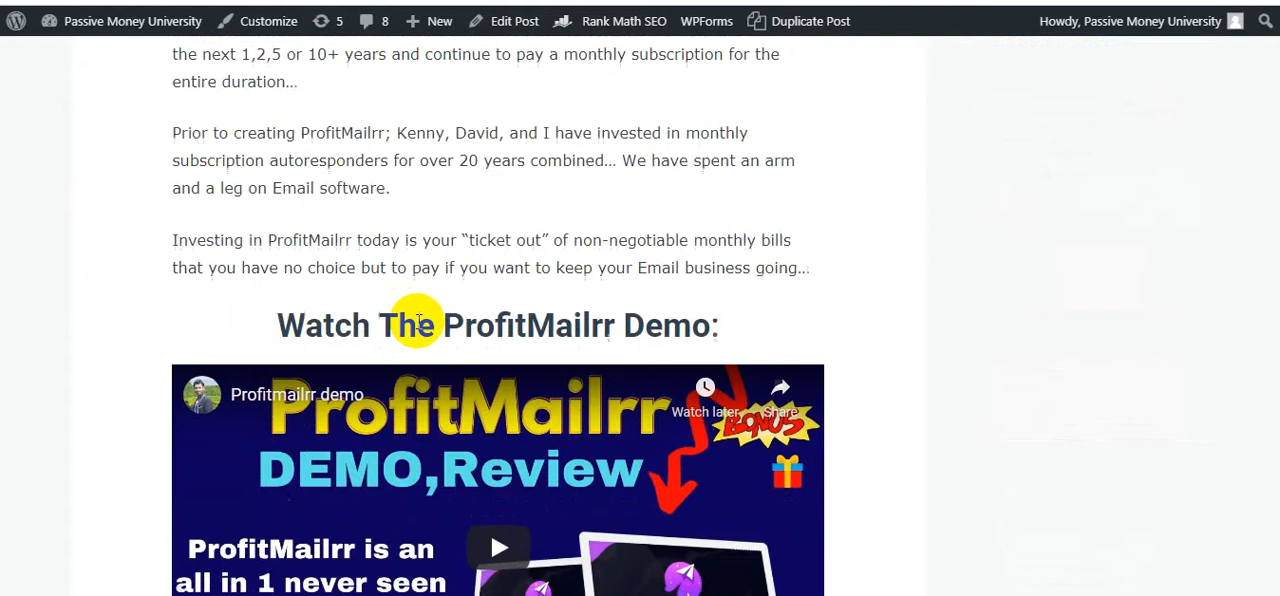 Passive Money University Customize 5 8 New Edit Post Rank Math SEO WPForms Duplicate Post Howdy, Passive Money University
the next 1,2,5 or 10+ years and continue to pay a monthly subscription for the
entire duration…
Prior to creating ProfitMailrr; Kenny, David, and I have invested in monthly
subscription autoresponders for over 20 years combined… We have spent an arm
and a leg on Email software.
Investing in ProfitMailrr today is your “ticket out” of non-negotiable monthly bills
that you have no choice but to pay if you want to keep your Email business going…
Watch The ProfitMailrr Demo:
Profitmailrr demo
Watch later Share
ProfitMailrr
BONUS
DEMO,Review
ProfitMailrr is an
all in 1 never seen